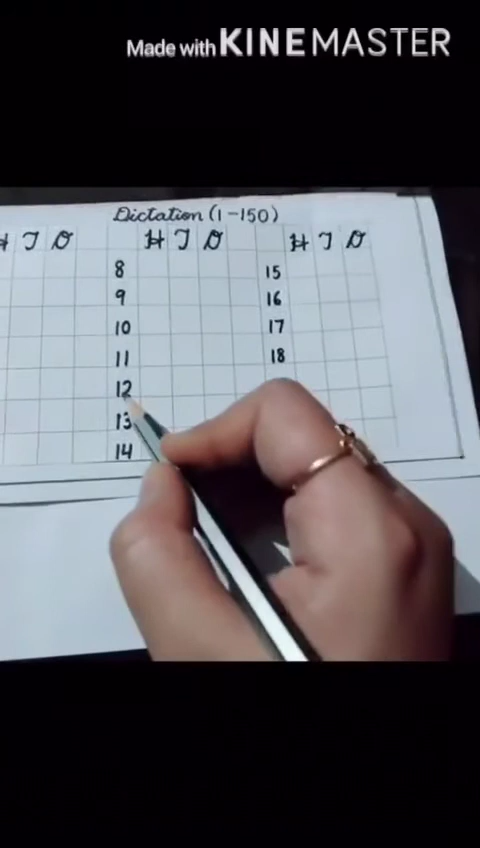 Made with KINEMASTER
Dictation (1-150)
H T O H T O H T O
8 15
9 16
10 17
11 18
12
13
14